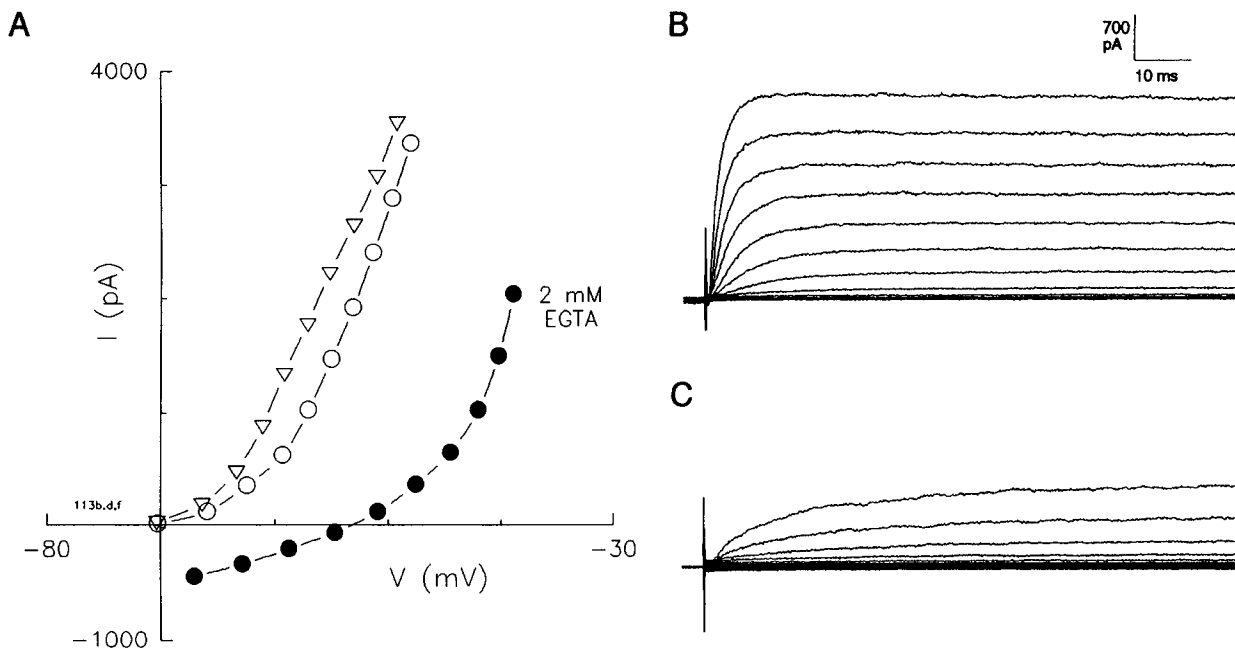 A
4000
I (pA)
2 mM
EGTA
113b.d.f
-80
-30
V (mV)
-1000
B
700
pA
10 ms
C